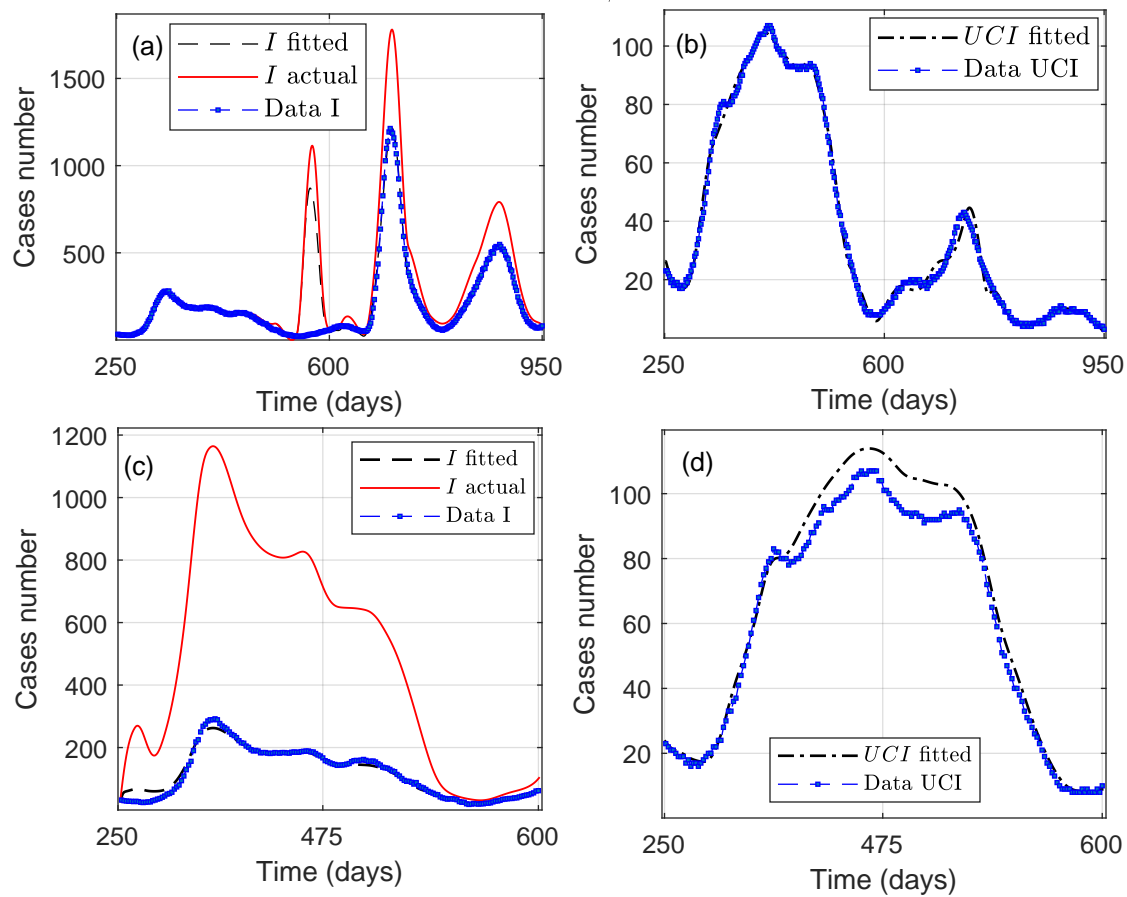 (a)
I fitted
I actual
Data I
1500
1000
500
Cases number
250
600
950
Time (days)
(b)
UCI fitted
Data UCI
100
80
60
40
20
Cases number
250
600
950
Time (days)
(c)
I fitted
I actual
Data I
1200
1000
800
600
400
200
Cases number
250
475
600
Time (days)
(d)
100
80
60
40
20
Cases number
UCI fitted
Data UCI
250
475
600
Time (days)